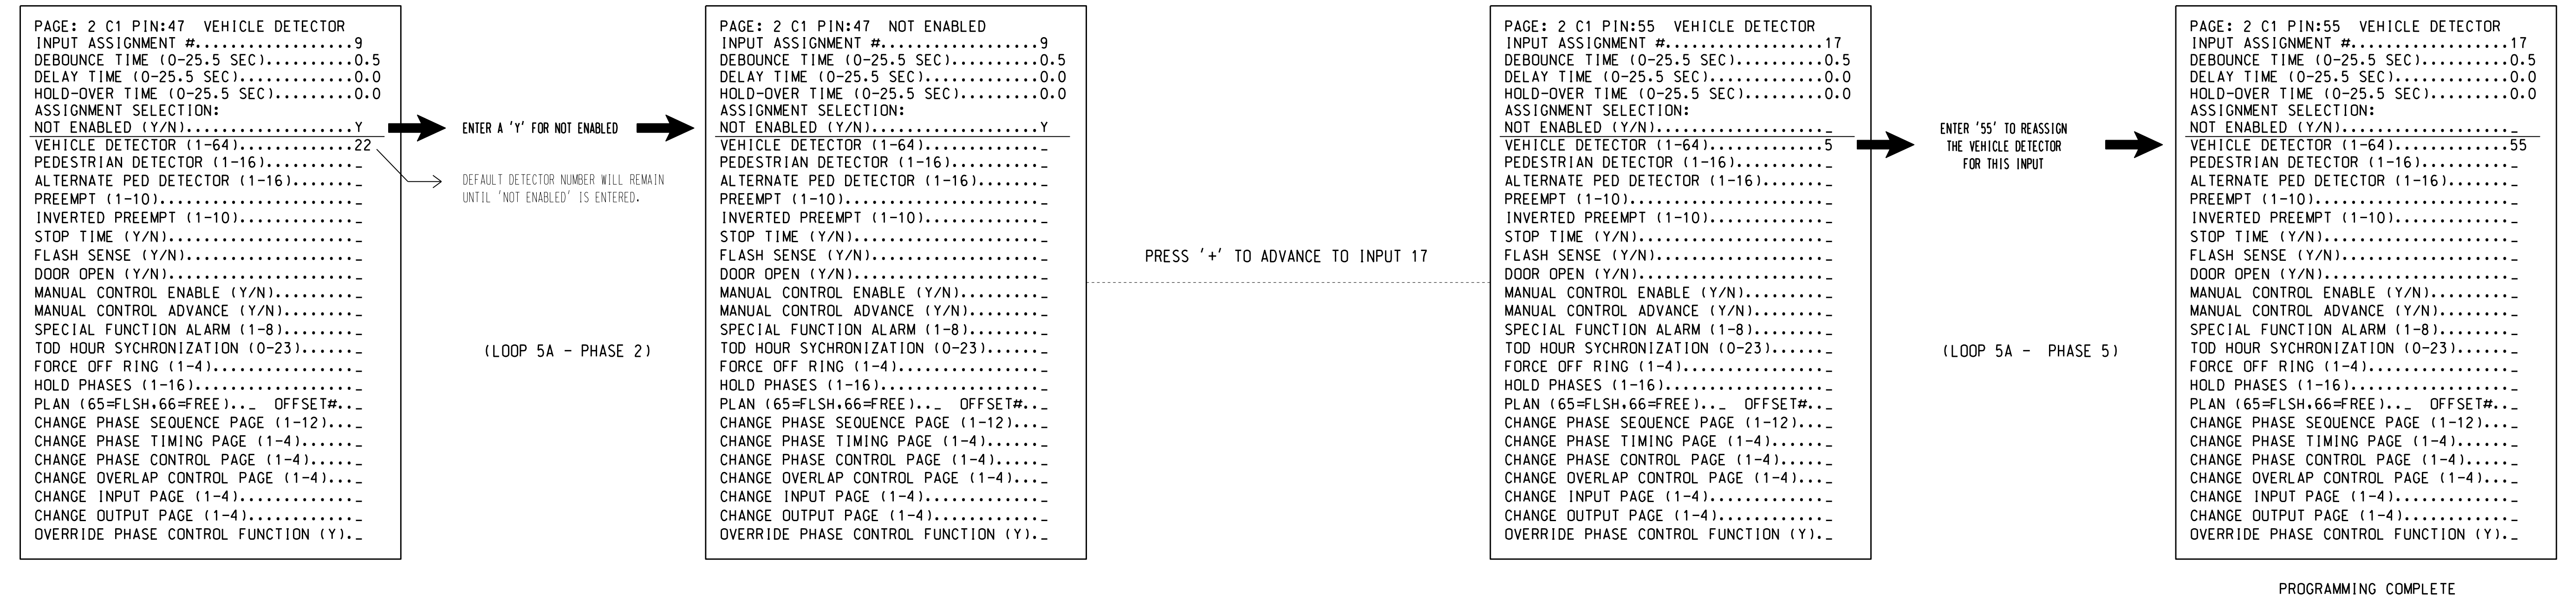 PAGE: 2 C1 PIN:47  VEHICLE DETECTOR
INPUT ASSIGNMENT #..................9
DEBOUNCE TIME (0-25.5 SEC)..........0.5
DELAY TIME (0-25.5 SEC).............0.0
HOLD-OVER TIME (0-25.5 SEC).........0.0
ASSIGNMENT SELECTION:
NOT ENABLED (Y/N)...................Y
VEHICLE DETECTOR (1-64).............22
PEDESTRIAN DETECTOR (1-16).........._
ALTERNATE PED DETECTOR (1-16)......._
PREEMPT (1-10)......................_
INVERTED PREEMPT (1-10)............._
STOP TIME (Y/N)....................._
FLASH SENSE (Y/N)..................._
DOOR OPEN (Y/N)....................._
MANUAL CONTROL ENABLE (Y/N)........._
MANUAL CONTROL ADVANCE (Y/N)........_
SPECIAL FUNCTION ALARM (1-8)........_
TOD HOUR SYCHRONIZATION (0-23)......_
FORCE OFF RING (1-4)................_
HOLD PHASES (1-16).................._
PLAN (65=FLSH,66=FREE).._  OFFSET#.._
CHANGE PHASE SEQUENCE PAGE (1-12)..._
CHANGE PHASE TIMING PAGE (1-4)......_
CHANGE PHASE CONTROL PAGE (1-4)....._
CHANGE OVERLAP CONTROL PAGE (1-4)..._
CHANGE INPUT PAGE (1-4)............._
CHANGE OUTPUT PAGE (1-4)............_
OVERRIDE PHASE CONTROL FUNCTION (Y)._
ENTER A 'Y' FOR NOT ENABLED
DEFAULT DETECTOR NUMBER WILL REMAIN
UNTIL 'NOT ENABLED' IS ENTERED.
(LOOP 5A - PHASE 2)
PAGE: 2 C1 PIN:47  NOT ENABLED
INPUT ASSIGNMENT #..................9
DEBOUNCE TIME (0-25.5 SEC)..........0.5
DELAY TIME (0-25.5 SEC).............0.0
HOLD-OVER TIME (0-25.5 SEC).........0.0
ASSIGNMENT SELECTION:
NOT ENABLED (Y/N)...................Y
VEHICLE DETECTOR (1-64)............._
PEDESTRIAN DETECTOR (1-16).........._
ALTERNATE PED DETECTOR (1-16)......._
PREEMPT (1-10)......................_
INVERTED PREEMPT (1-10)............._
STOP TIME (Y/N)....................._
FLASH SENSE (Y/N)..................._
DOOR OPEN (Y/N)....................._
MANUAL CONTROL ENABLE (Y/N)........._
MANUAL CONTROL ADVANCE (Y/N)........_
SPECIAL FUNCTION ALARM (1-8)........_
TOD HOUR SYCHRONIZATION (0-23)......_
FORCE OFF RING (1-4)................_
HOLD PHASES (1-16).................._
PLAN (65=FLSH,66=FREE).._  OFFSET#.._
CHANGE PHASE SEQUENCE PAGE (1-12)..._
CHANGE PHASE TIMING PAGE (1-4)......_
CHANGE PHASE CONTROL PAGE (1-4)....._
CHANGE OVERLAP CONTROL PAGE (1-4)..._
CHANGE INPUT PAGE (1-4)............._
CHANGE OUTPUT PAGE (1-4)............_
OVERRIDE PHASE CONTROL FUNCTION (Y)._
PRESS '+' TO ADVANCE TO INPUT 17
PAGE: 2 C1 PIN:55  VEHICLE DETECTOR
INPUT ASSIGNMENT #..................17
DEBOUNCE TIME (0-25.5 SEC)..........0.5
DELAY TIME (0-25.5 SEC).............0.0
HOLD-OVER TIME (0-25.5 SEC).........0.0
ASSIGNMENT SELECTION:
NOT ENABLED (Y/N)..................._
VEHICLE DETECTOR (1-64).............5
PEDESTRIAN DETECTOR (1-16).........._
ALTERNATE PED DETECTOR (1-16)......._
PREEMPT (1-10)......................_
INVERTED PREEMPT (1-10)............._
STOP TIME (Y/N)....................._
FLASH SENSE (Y/N)..................._
DOOR OPEN (Y/N)....................._
MANUAL CONTROL ENABLE (Y/N)........._
MANUAL CONTROL ADVANCE (Y/N)........_
SPECIAL FUNCTION ALARM (1-8)........_
TOD HOUR SYCHRONIZATION (0-23)......_
FORCE OFF RING (1-4)................_
HOLD PHASES (1-16).................._
PLAN (65=FLSH,66=FREE).._  OFFSET#.._
CHANGE PHASE SEQUENCE PAGE (1-12)..._
CHANGE PHASE TIMING PAGE (1-4)......_
CHANGE PHASE CONTROL PAGE (1-4)....._
CHANGE OVERLAP CONTROL PAGE (1-4)..._
CHANGE INPUT PAGE (1-4)............._
CHANGE OUTPUT PAGE (1-4)............_
OVERRIDE PHASE CONTROL FUNCTION (Y)._
ENTER '55' TO REASSIGN
THE VEHICLE DETECTOR
FOR THIS INPUT
(LOOP 5A -  PHASE 5)
PAGE: 2 C1 PIN:55  VEHICLE DETECTOR
INPUT ASSIGNMENT #..................17
DEBOUNCE TIME (0-25.5 SEC)..........0.5
DELAY TIME (0-25.5 SEC).............0.0
HOLD-OVER TIME (0-25.5 SEC).........0.0
ASSIGNMENT SELECTION:
NOT ENABLED (Y/N)..................._
VEHICLE DETECTOR (1-64).............55
PEDESTRIAN DETECTOR (1-16).........._
ALTERNATE PED DETECTOR (1-16)......._
PREEMPT (1-10)......................_
INVERTED PREEMPT (1-10)............._
STOP TIME (Y/N)....................._
FLASH SENSE (Y/N)..................._
DOOR OPEN (Y/N)....................._
MANUAL CONTROL ENABLE (Y/N)........._
MANUAL CONTROL ADVANCE (Y/N)........_
SPECIAL FUNCTION ALARM (1-8)........_
TOD HOUR SYCHRONIZATION (0-23)......_
FORCE OFF RING (1-4)................_
HOLD PHASES (1-16).................._
PLAN (65=FLSH,66=FREE).._  OFFSET#.._
CHANGE PHASE SEQUENCE PAGE (1-12)..._
CHANGE PHASE TIMING PAGE (1-4)......_
CHANGE PHASE CONTROL PAGE (1-4)....._
CHANGE OVERLAP CONTROL PAGE (1-4)..._
CHANGE INPUT PAGE (1-4)............._
CHANGE OUTPUT PAGE (1-4)............_
OVERRIDE PHASE CONTROL FUNCTION (Y)._
PROGRAMMING COMPLETE